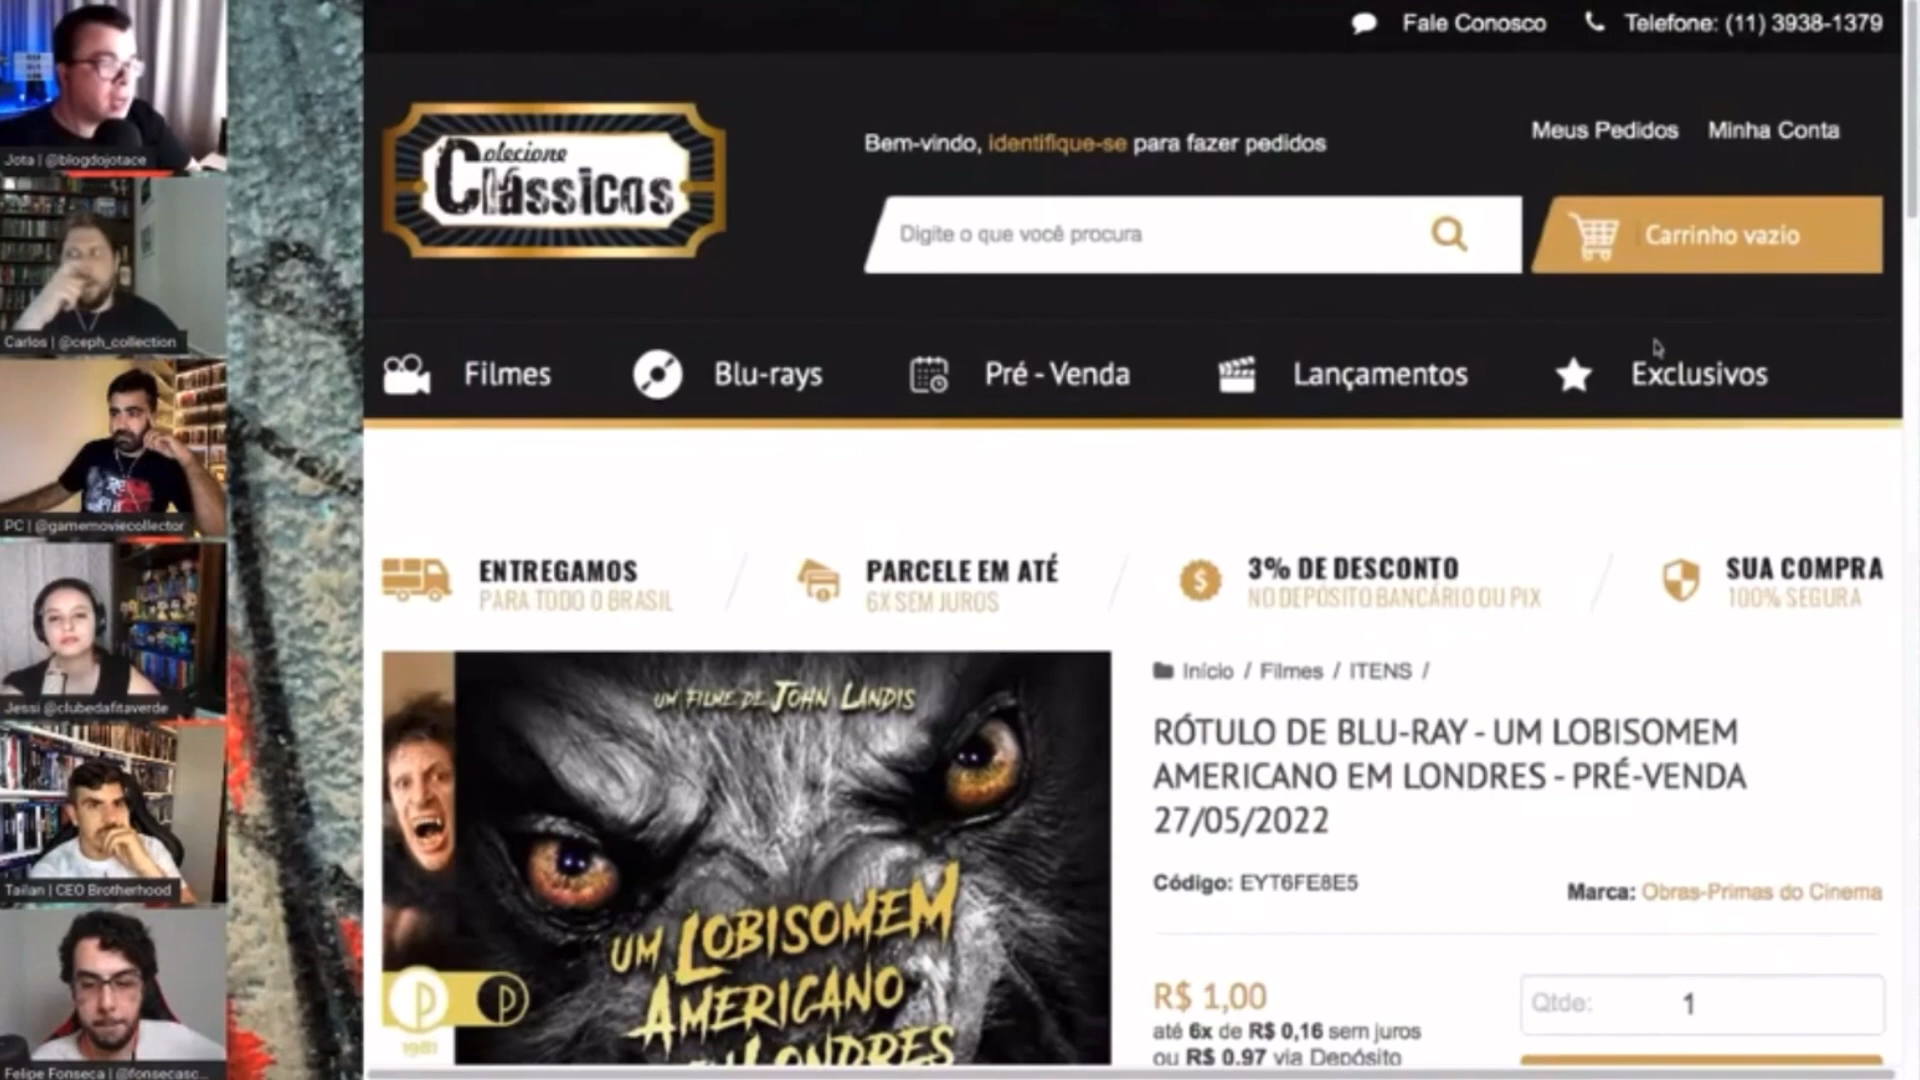 Jota | @blogdojotace
Carlos | @ceph_collection
PC | @gamemoviecollector
Jessi @clubedafitaverde
Tailan | CEO Brotherhood
Felipe Fonseca | @fonsecasc...
Fale Conosco
Telefone: (11) 3938-1379
Colecione
Clássicos
Bem-vindo, identifique-se para fazer pedidos
Meus Pedidos
Minha Conta
Digite o que você procura
Carrinho vazio
Filmes
Blu-rays
Pré - Venda
Lançamentos
Exclusivos
ENTREGAMOS
PARA TODO O BRASIL
PARCELE EM ATÉ
6X SEM JUROS
3% DE DESCONTO
NO DEPÓSITO BANCÁRIO OU PIX
SUA COMPRA
100% SEGURA
UM FILME DE JOHN LANDIS
UM LOBISOMEM
AMERICANO
EM LONDRES
1981
Início / Filmes / ITENS /
RÓTULO DE BLU-RAY - UM LOBISOMEM
AMERICANO EM LONDRES - PRÉ-VENDA
27/05/2022
Código: EYT6FE8E5
Marca: Obras-Primas do Cinema
R$ 1,00
até 6x de R$ 0,16 sem juros
ou R$ 0,97 via Depósito
Qtde:
1